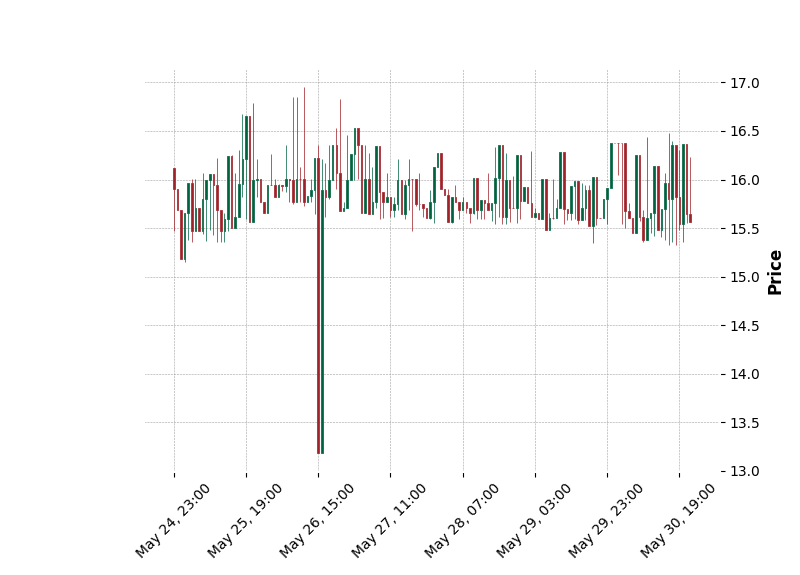 17.0
16.5
16.0
15.5
15.0
14.5
14.0
13.5
13.0
Price
May 24, 23:00
May 25, 19:00
May 26, 15:00
May 27, 11:00
May 28, 07:00
May 29, 03:00
May 29, 23:00
May 30, 19:00